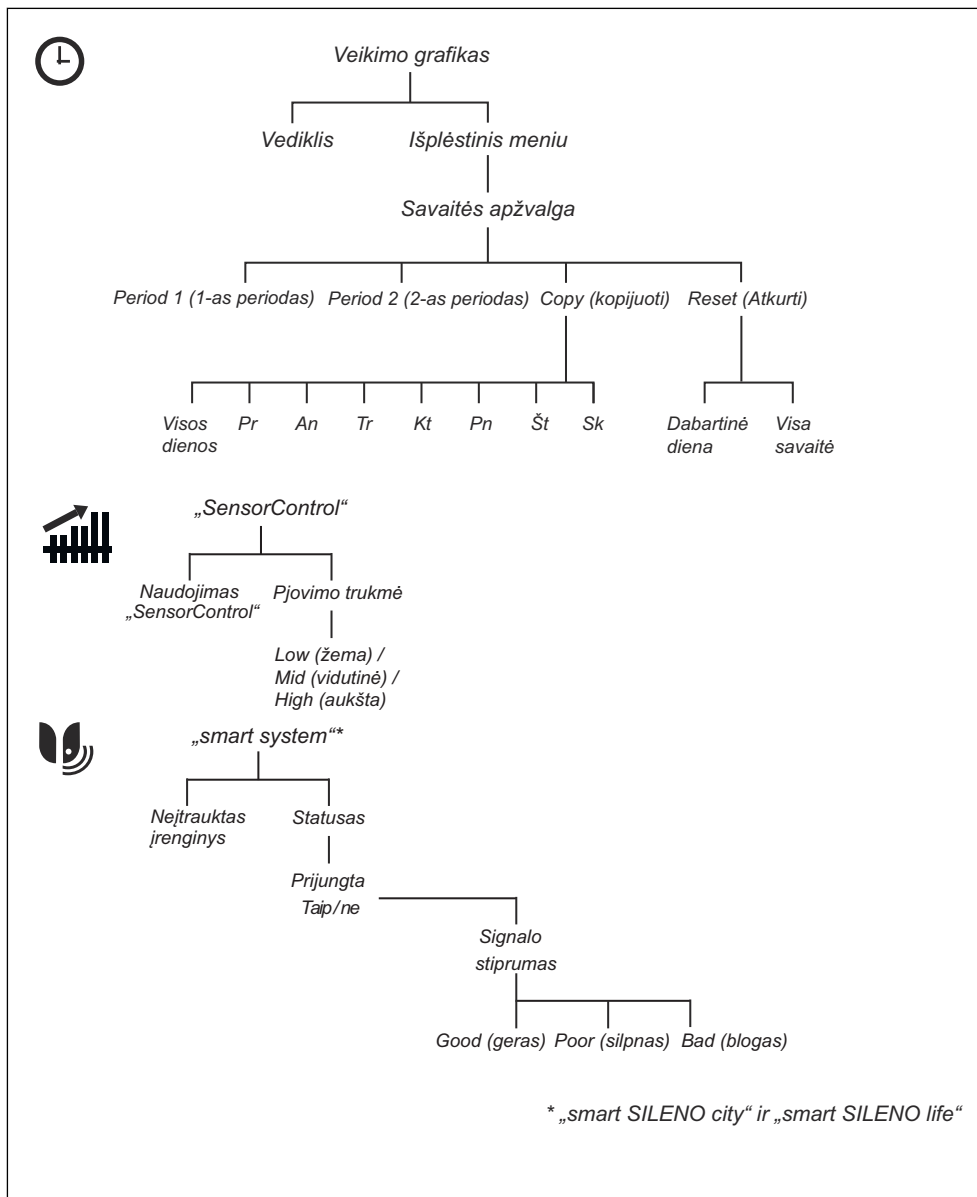 Veikimo grafikas
Vediklis
Išplėstinis meniu
Savaitės apžvalga
Period 1 (1-as periodas)
Period 2 (2-as periodas)
Copy (kopijuoti)
Reset (Atkurti)
Visos
dienos
Pr
An
Tr
Kt
Pn
Št
Sk
Dabartinė
diena
Visa
savaitė
„SensorControl“
Naudojimas
„SensorControl“
Pjovimo trukmė
Low (žema) /
Mid (vidutinė) /
High (aukšta)
„smart system“*
Neįtrauktas
įrenginys
Statusas
Prijungta
Taip/ne
Signalo
stiprumas
Good (geras)
Poor (silpnas)
Bad (blogas)
* „smart SILENO city“ ir „smart SILENO life“